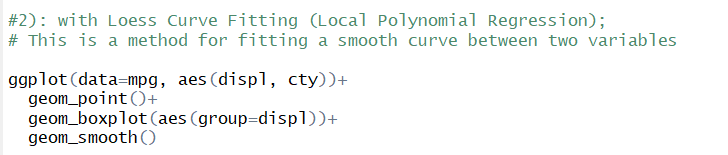 #2): with Loess Curve Fitting (Local Polynomial Regression);
# This is a method for fitting a smooth curve between two variables
ggplot(data=mpg, aes(displ, cty))+
geom_point()+
geom_boxplot(aes(group=displ))+
geom_smooth()